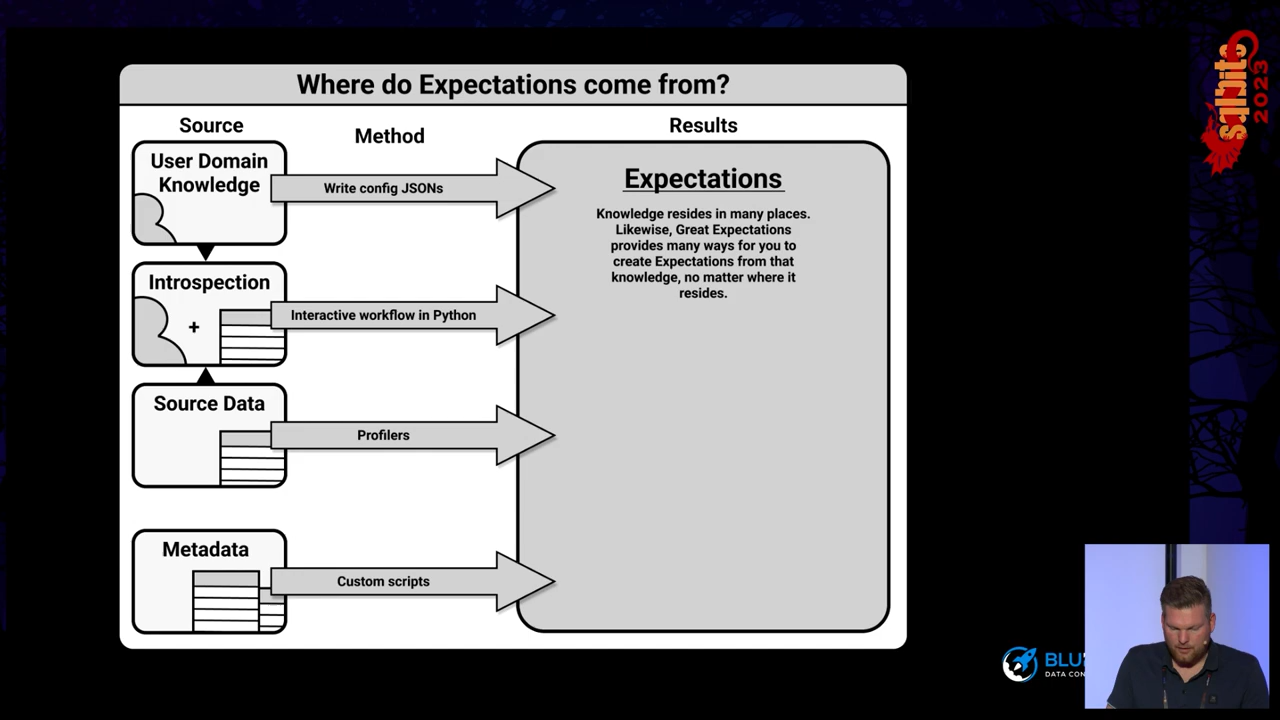 Where do Expectations come from?
Source
Method
Results
User Domain
Knowledge
Write config JSONs
Expectations
Knowledge resides in many places.
Likewise, Great Expectations
provides many ways for you to
create Expectations from that
knowledge, no matter where it
resides.
Introspection
+
Interactive workflow in Python
Source Data
Profilers
Metadata
Custom scripts
sqlbits
2023